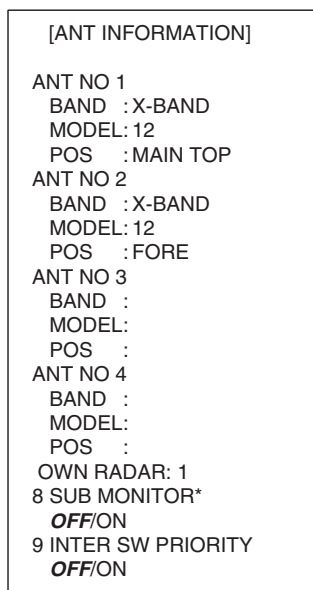 [ANT INFORMATION]
ANT NO 1
BAND : X-BAND
MODEL: 12
POS : MAIN TOP
ANT NO 2
BAND : X-BAND
MODEL: 12
POS : FORE
ANT NO 3
BAND :
MODEL:
POS :
ANT NO 4
BAND :
MODEL:
POS :
OWN RADAR: 1
8 SUB MONITOR*
OFF/ON
9 INTER SW PRIORITY
OFF/ON